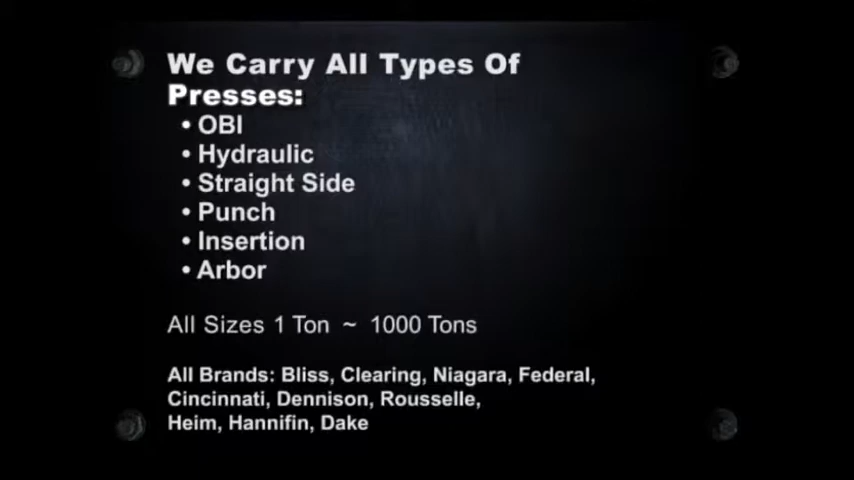 We Carry All Types Of
Presses:
• OBI
• Hydraulic
• Straight Side
• Punch
• Insertion
• Arbor
All Sizes 1 Ton ~ 1000 Tons
All Brands: Bliss, Clearing, Niagara, Federal,
Cincinnati, Dennison, Rousselle,
Heim, Hannifin, Dake